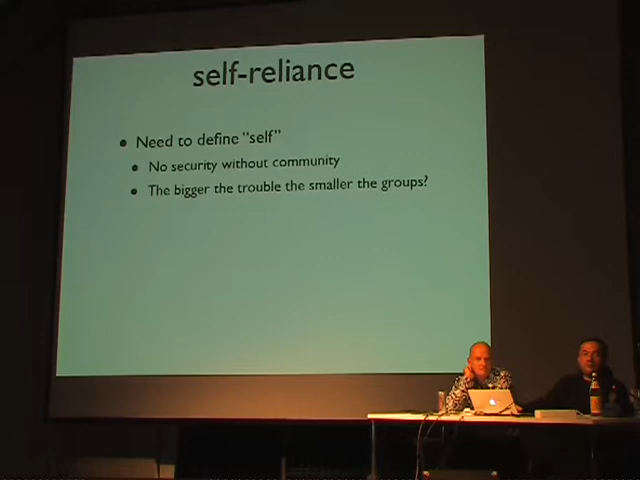 self-reliance
Need to define "self"
No security without community
The bigger the trouble the smaller the groups?